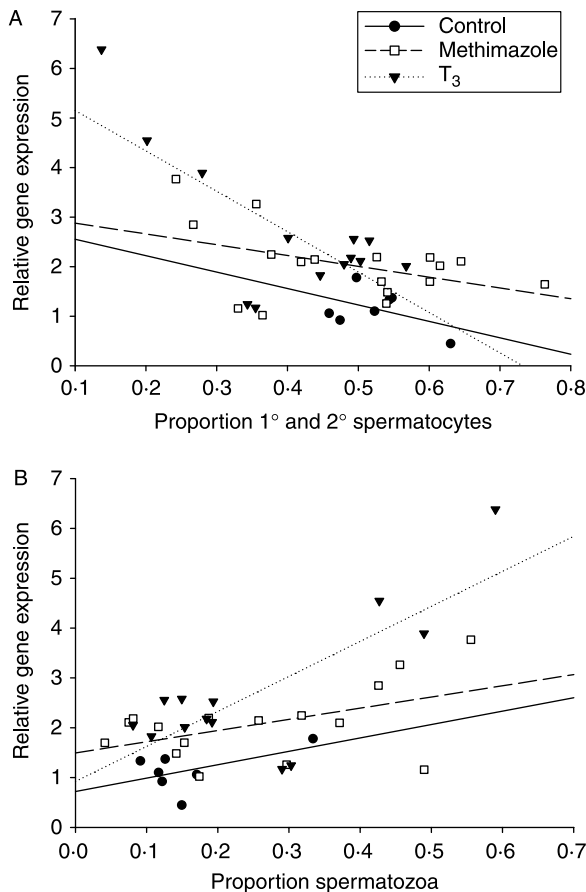 A
7
6
5
4
3
2
1
0
Relative gene expression
Control
Methimazole
T₃
0·1 0·2 0·3 0·4 0·5 0·6 0·7 0·8
Proportion 1° and 2° spermatocytes
B
7
6
5
4
3
2
1
0
Relative gene expression
0·0 0·1 0·2 0·3 0·4 0·5 0·6 0·7
Proportion spermatozoa